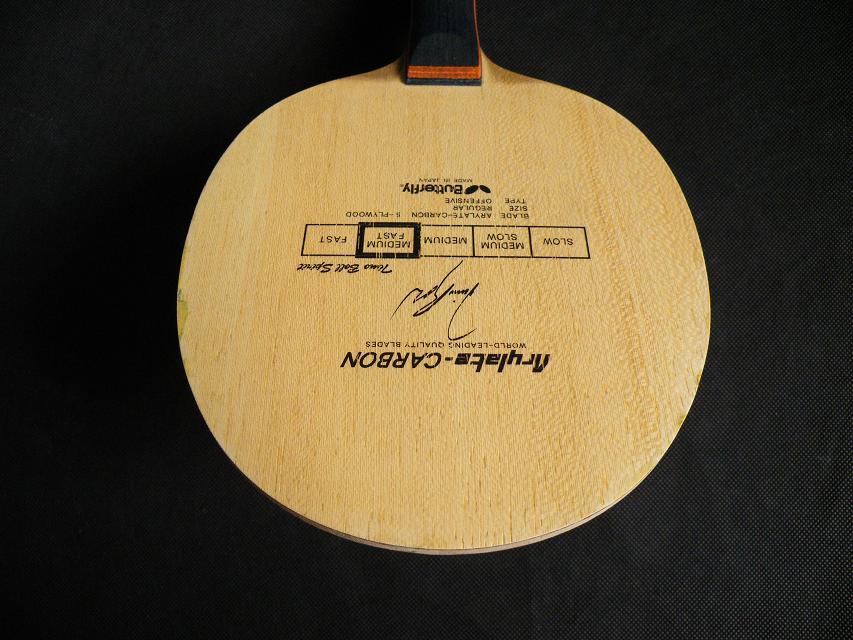 Arylate-CARBON
WORLD-LEADING QUALITY BLADES
Timo Boll Spirit
SLOW MEDIUM SLOW MEDIUM MEDIUM FAST FAST
BLADE ARYLATE-CARBON 5-PLYWOOD
SIZE REGULAR
TYPE OFFENSIVE
Butterfly
MADE IN JAPAN